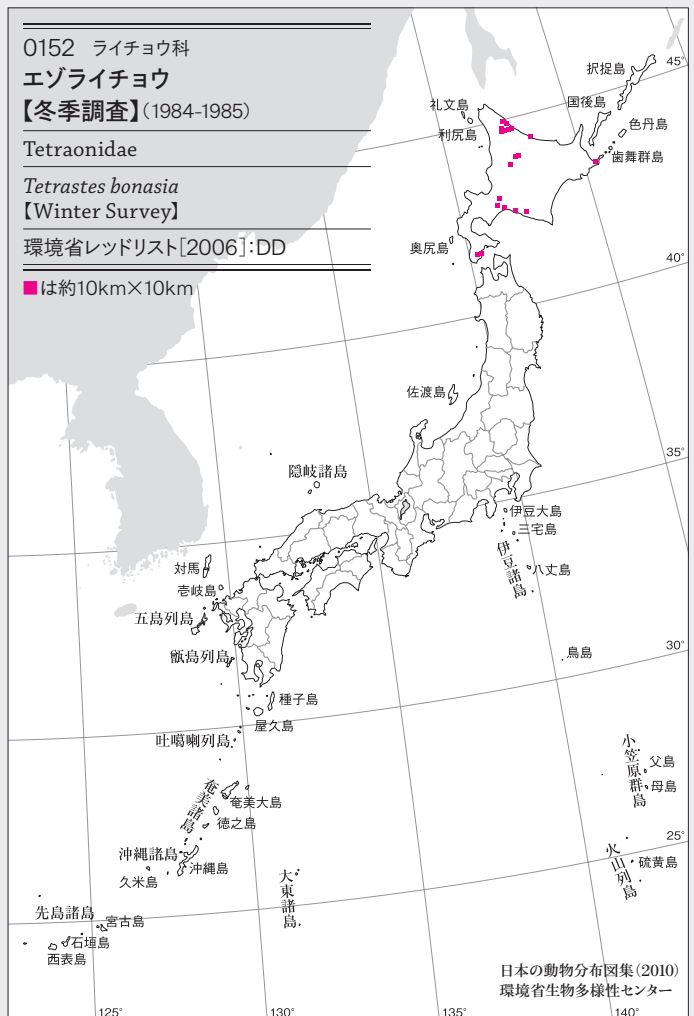 0152 ライチョウ科
エゾライチョウ
【冬季調査】(1984-1985)
Tetraonidae
Tetrastes bonasia
【Winter Survey】
環境省レッドリスト[2006]:DD
■は約10km×10km
45°
択捉島
礼文島
国後島
色丹島
利尻島
歯舞群島
奥尻島
40°
佐渡島
35°
隠岐諸島
伊豆大島
三宅島
伊豆諸島
八丈島
対馬
壱岐島
五島列島
甑島列島
鳥島
30°
種子島
屋久島
吐噶喇列島
小笠原群島
父島
母島
奄美諸島
奄美大島
徳之島
25°
沖縄諸島
沖縄島
久米島
大東諸島
火山列島
硫黄島
先島諸島
宮古島
石垣島
西表島
日本の動物分布図集(2010)
環境省生物多様性センター
125°
130°
135°
140°